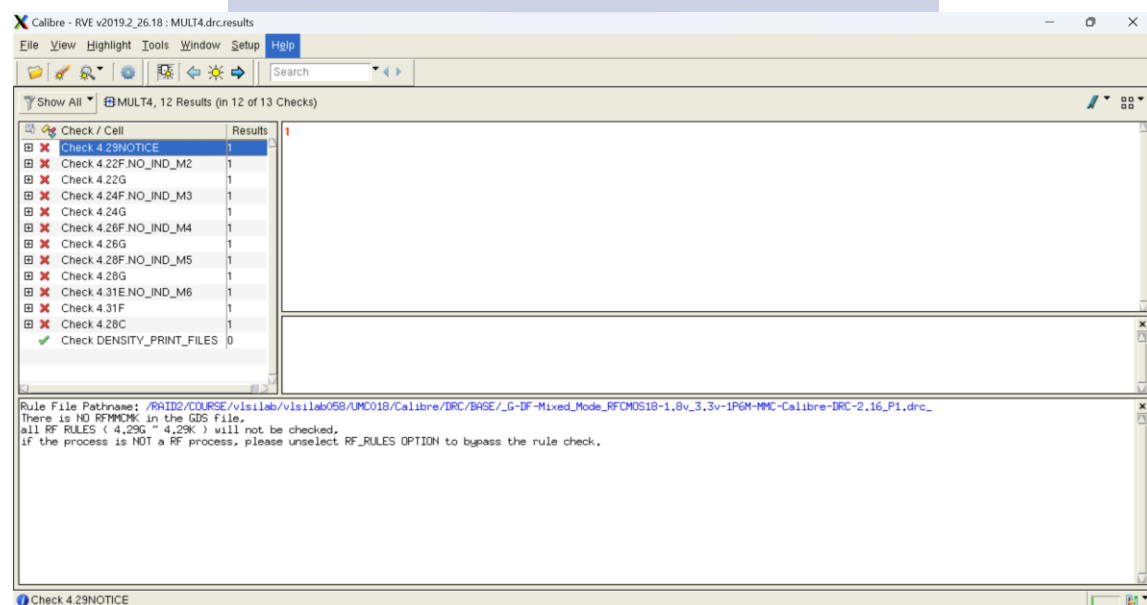 Calibre - RVE v2019.2_26.18 : MULT4.drc.results
File View Highlight Tools Window Setup Help
Search
Show All MULT4, 12 Results (in 12 of 13 Checks)
Check / Cell Results
Check 4.29NOTICE 1
Check 4.22F.NO_IND_M2 1
Check 4.22G 1
Check 4.24F.NO_IND_M3 1
Check 4.24G 1
Check 4.26F.NO_IND_M4 1
Check 4.26G 1
Check 4.28F.NO_IND_M5 1
Check 4.28G 1
Check 4.31E.NO_IND_M6 1
Check 4.31F 1
Check 4.28C 1
Check DENSITY_PRINT_FILES 0
1
Rule File Pathname: /RAID2/COURSE/vlsilab/vlsilab058/UMC018/Calibre/DRC/BASE/_G-DF-Mixed_Mode_RFCMOS18-1.8v_3.3v-1P6M-MMC-Calibre-DRC-2.16_P1.drc_
There is NO RFMMCMK in the GDS file,
all RF RULES ( 4.29G ~ 4.29K ) will not be checked,
if the process is NOT a RF process, please unselect RF_RULES OPTION to bypass the rule check.
Check 4.29NOTICE